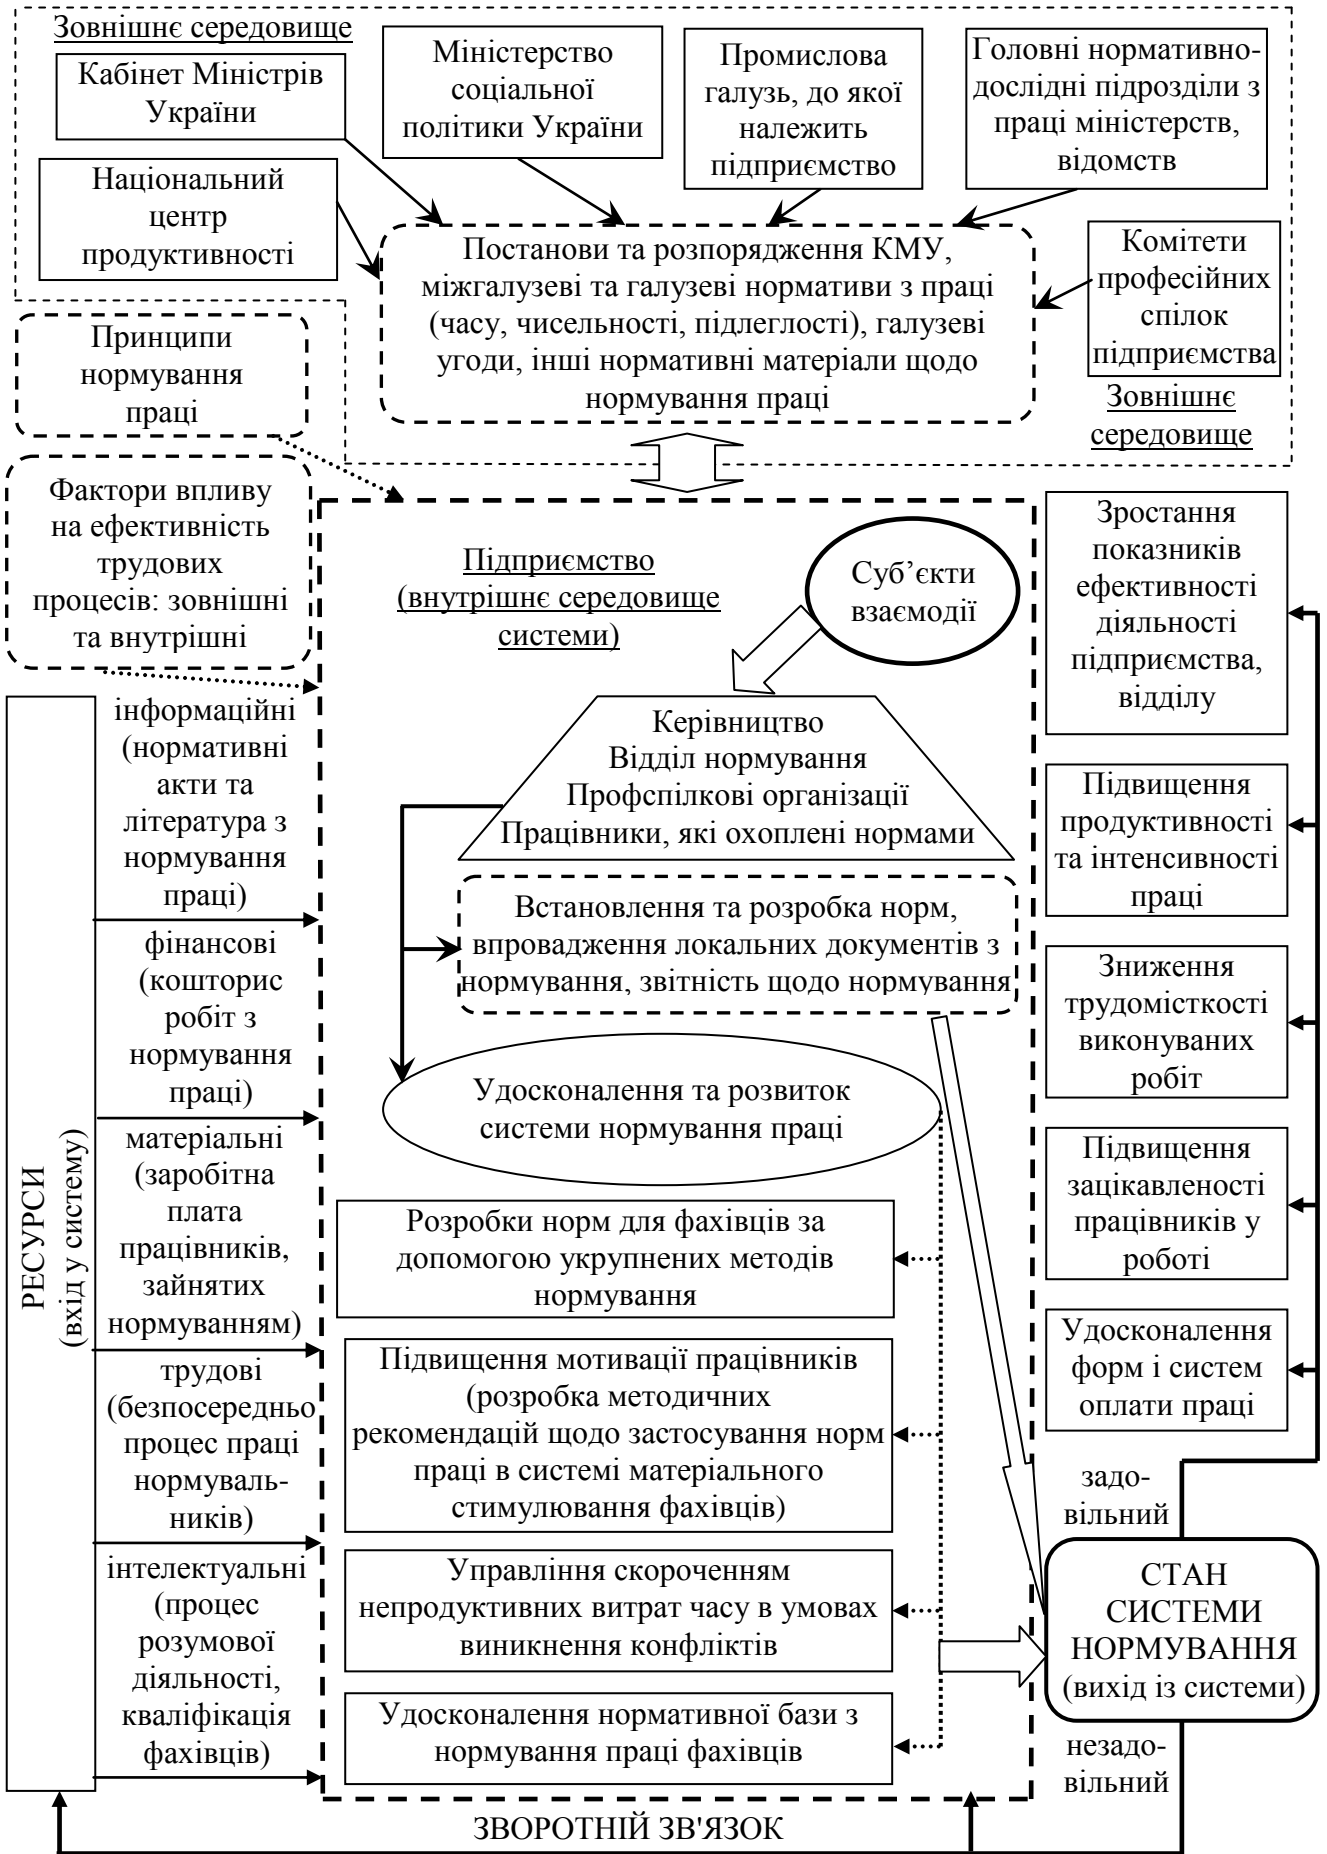 Зовнішнє середовище
Кабінет Міністрів
України
Міністерство
соціальної
політики України
Промислова
галузь, до якої
належить
підприємство
Головні нормативно-
дослідні підрозділи з
праці міністерств,
відомств
Національний
центр
продуктивності
Постанови та розпорядження КМУ,
міжгалузеві та галузеві нормативи з праці
(часу, чисельності, підлеглості), галузеві
угоди, інші нормативні матеріали щодо
нормування праці
Комітети
професійних
спілок
підприємства
Зовнішнє
середовище
Принципи
нормування
праці
Фактори впливу
на ефективність
трудових
процесів: зовнішні
та внутрішні
Підприємство
(внутрішнє середовище
системи)
Суб’єкти
взаємодії
Керівництво
Відділ нормування
Профспілкові організації
Працівники, які охоплені нормами
Встановлення та розробка норм,
впровадження локальних документів з
нормування, звітність щодо нормування
Удосконалення та розвиток
системи нормування праці
Розробки норм для фахівців за
допомогою укрупнених методів
нормування
Підвищення мотивації працівників
(розробка методичних
рекомендацій щодо застосування норм
праці в системі матеріального
стимулювання фахівців)
Управління скороченням
непродуктивних витрат часу в умовах
виникнення конфліктів
Удосконалення нормативної бази з
нормування праці фахівців
РЕСУРСИ
(вхід у систему)
інформаційні
(нормативні
акти та
література з
нормування
праці)
фінансові
(кошторис
робіт з
нормування
праці)
матеріальні
(заробітна
плата
працівників,
зайнятих
нормуванням)
трудові
(безпосередньо
процес праці
нормуваль-
ників)
інтелектуальні
(процес
розумової
діяльності,
кваліфікація
фахівців)
Зростання
показників
ефективності
діяльності
підприємства,
відділу
Підвищення
продуктивності
та інтенсивності
праці
Зниження
трудомісткості
виконуваних
робіт
Підвищення
зацікавленості
працівників у
роботі
Удосконалення
форм і систем
оплати праці
задо-
вільний
СТАН
СИСТЕМИ
НОРМУВАННЯ
(вихід із системи)
незадо-
вільний
ЗВОРОТНІЙ ЗВ'ЯЗОК